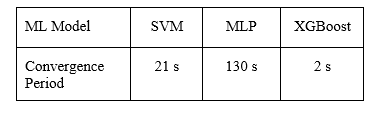 ML Model SVM MLP XGBoost
Convergence 21 s 130 s 2 s
Period